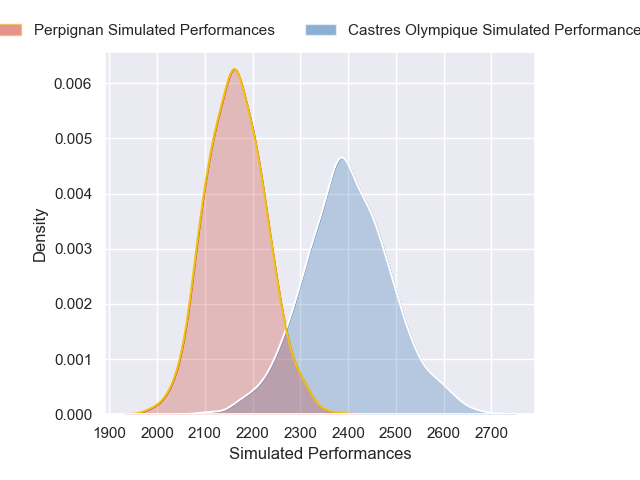 Perpignan Simulated Performances
Castres Olympique Simulated Performance
0.006
0.005
0.004
0.003
0.002
0.001
0.000
Density
1900 2000 2100 2200 2300 2400 2500 2600 2700
Simulated Performances